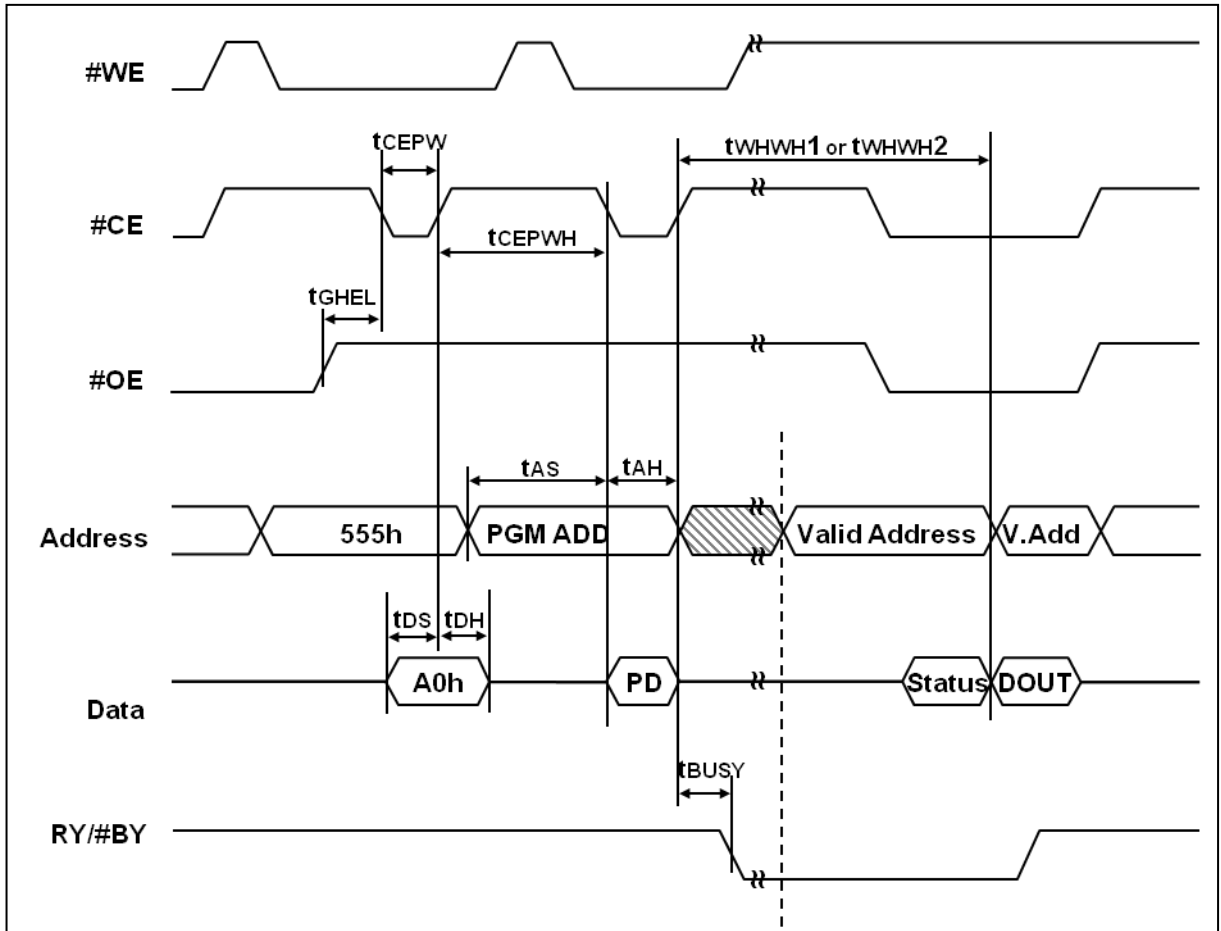 #WE
tCEPW
tWHWH1 or tWHWH2
#CE
tCEPWH
tGHEL
#OE
tAS
tAH
Address
555h
PGM ADD
Valid Address
V.Add
tDS
tDH
Data
A0h
PD
Status
DOUT
tBUSY
RY/#BY